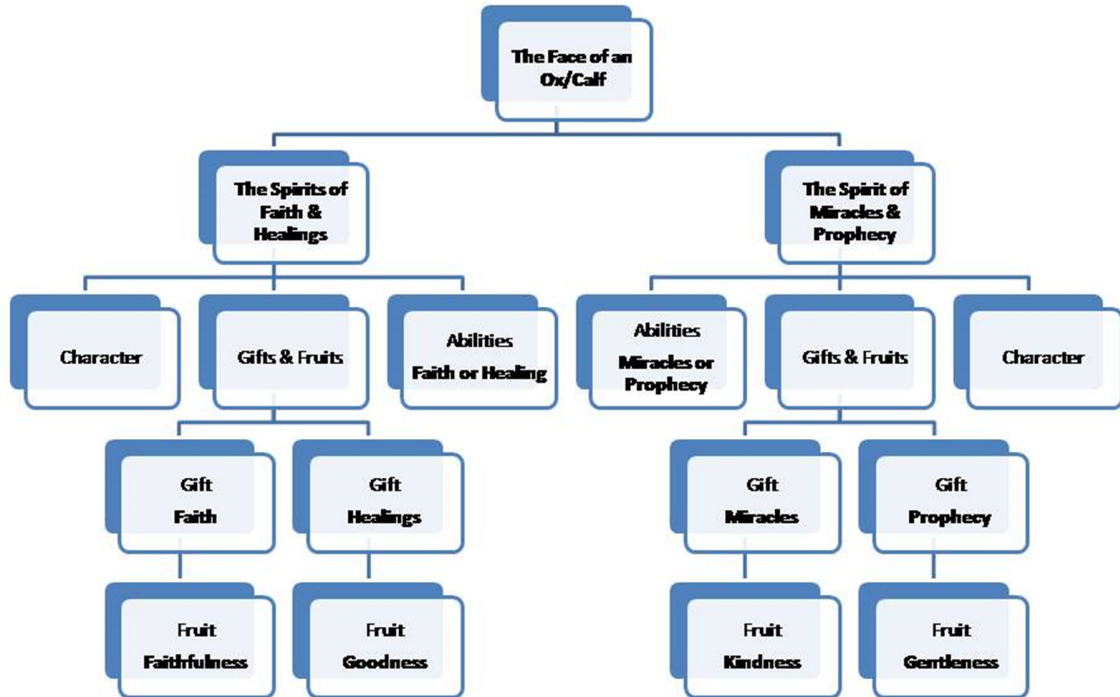 The Face of an
Ox/Calf
The Spirits of
Faith &
Healings
The Spirit of
Miracles &
Prophecy
Character
Gifts & Fruits
Abilities
Faith or Healing
Abilities
Miracles or
Prophecy
Gifts & Fruits
Character
Gift
Faith
Gift
Healings
Gift
Miracles
Gift
Prophecy
Fruit
Faithfulness
Fruit
Goodness
Fruit
Kindness
Fruit
Gentleness